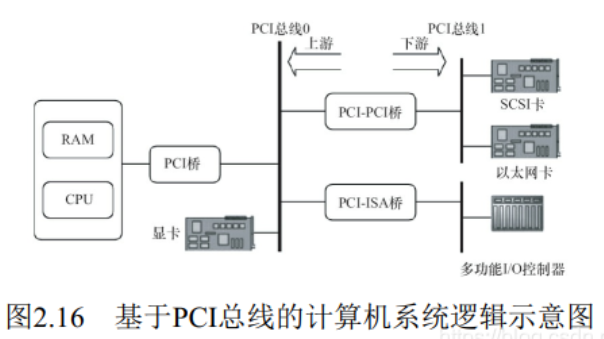 PCI总线0
PCI总线1
上游
下游
RAM
CPU
PCI桥
PCI-PCI桥
SCSI卡
以太网卡
显卡
PCI-ISA桥
多功能I/O控制器
图2.16 基于PCI总线的计算机系统逻辑示意图